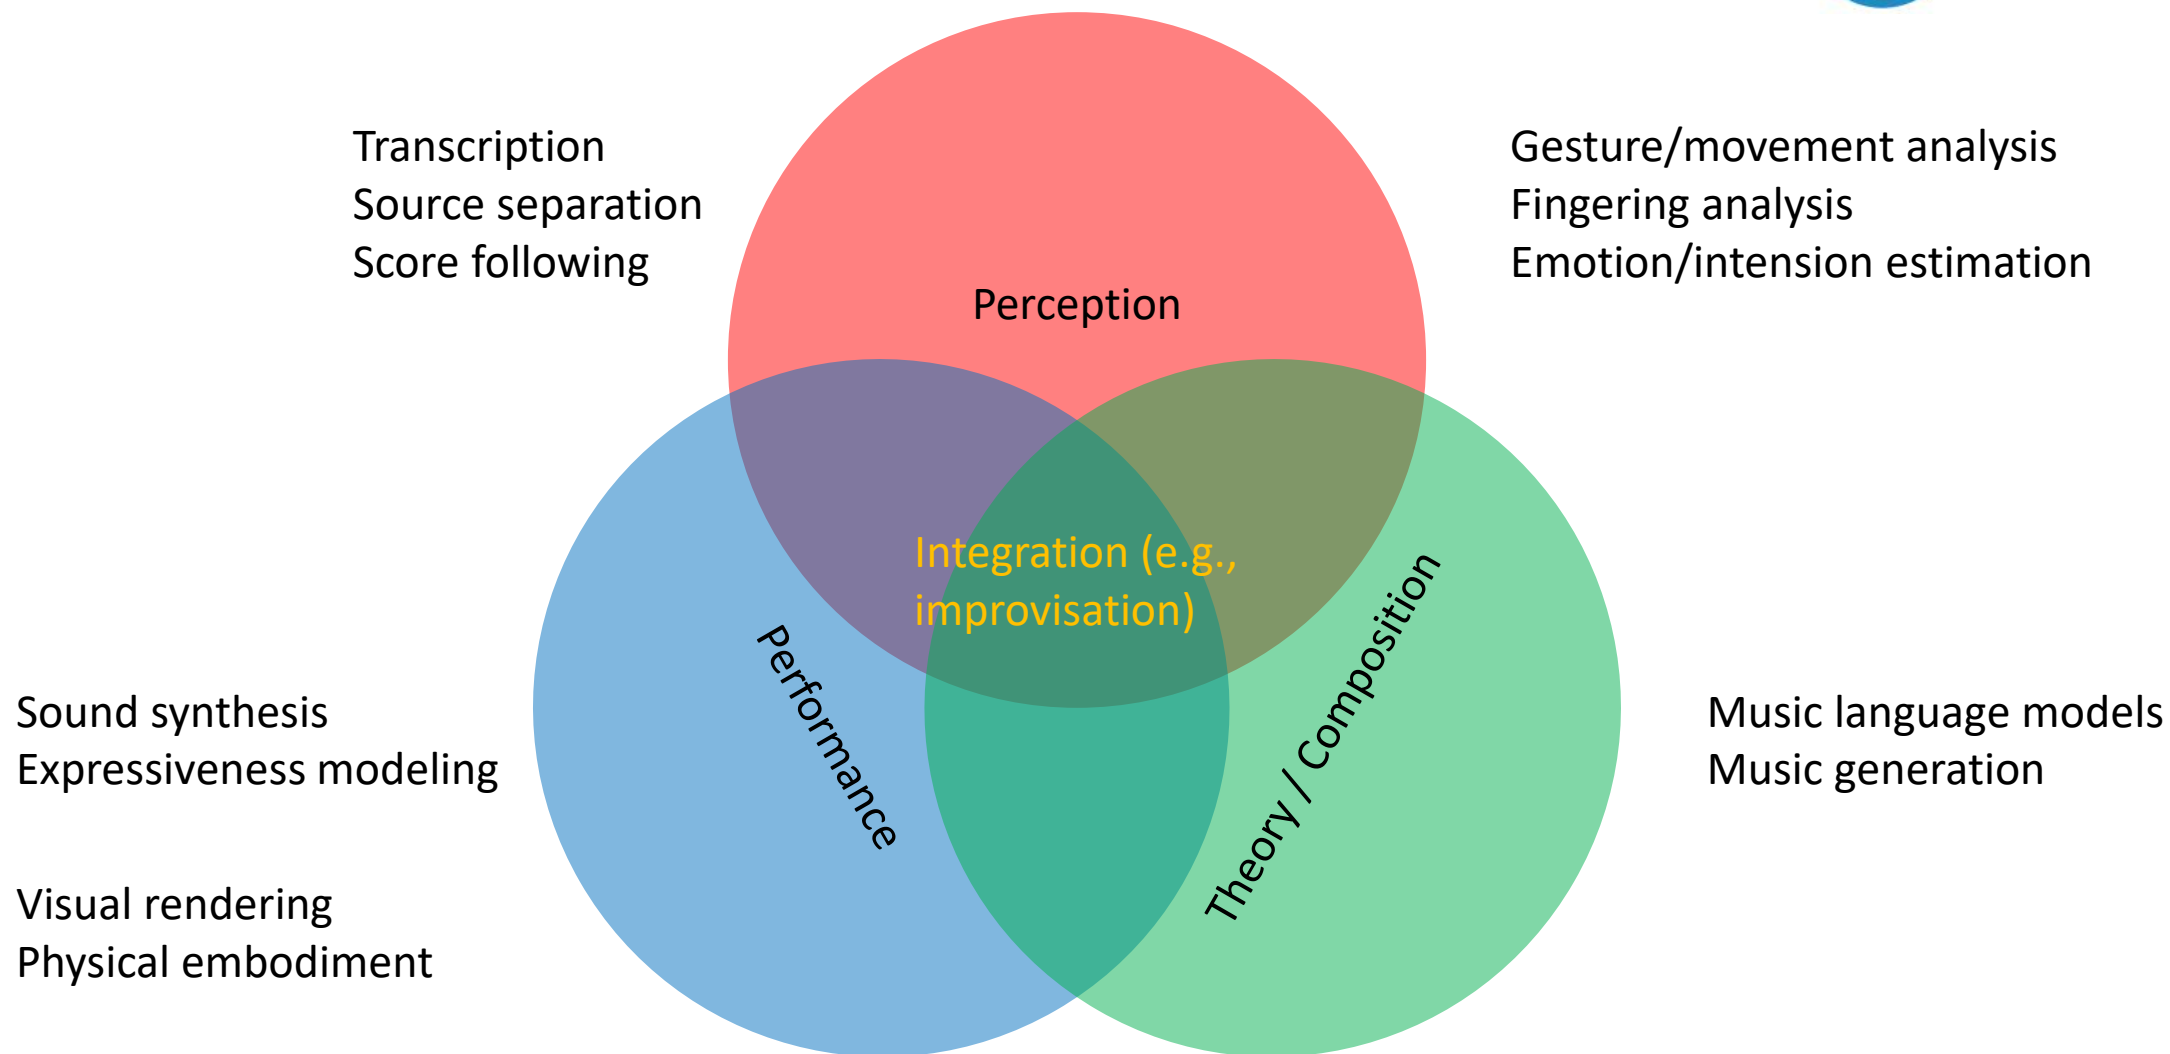 Transcription
Source separation
Score following
Gesture/movement analysis
Fingering analysis
Emotion/intension estimation
Perception
Integration (e.g.,
improvisation)
Performance
Theory / Composition
Sound synthesis
Expressiveness modeling
Visual rendering
Physical embodiment
Music language models
Music generation